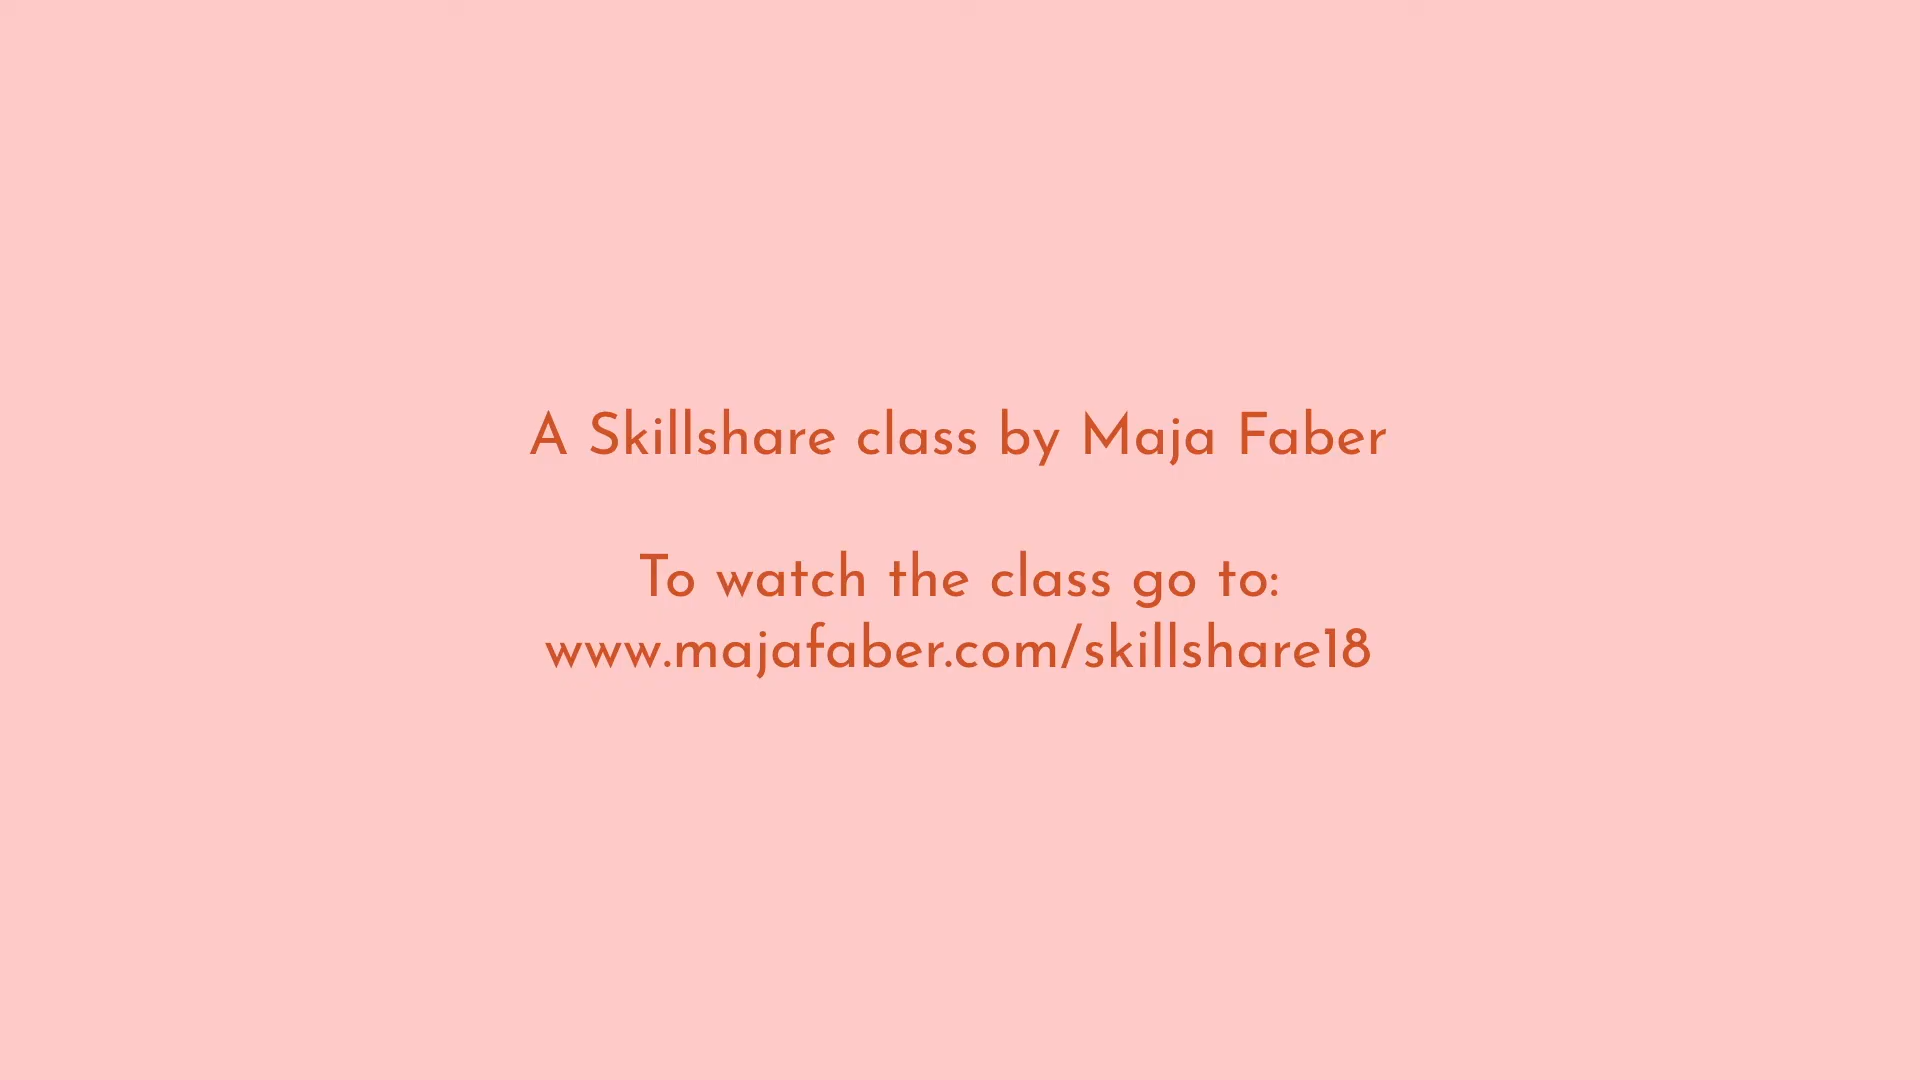 A Skillshare class by Maja Faber
To watch the class go to:
www.majafaber.com/skillshare18